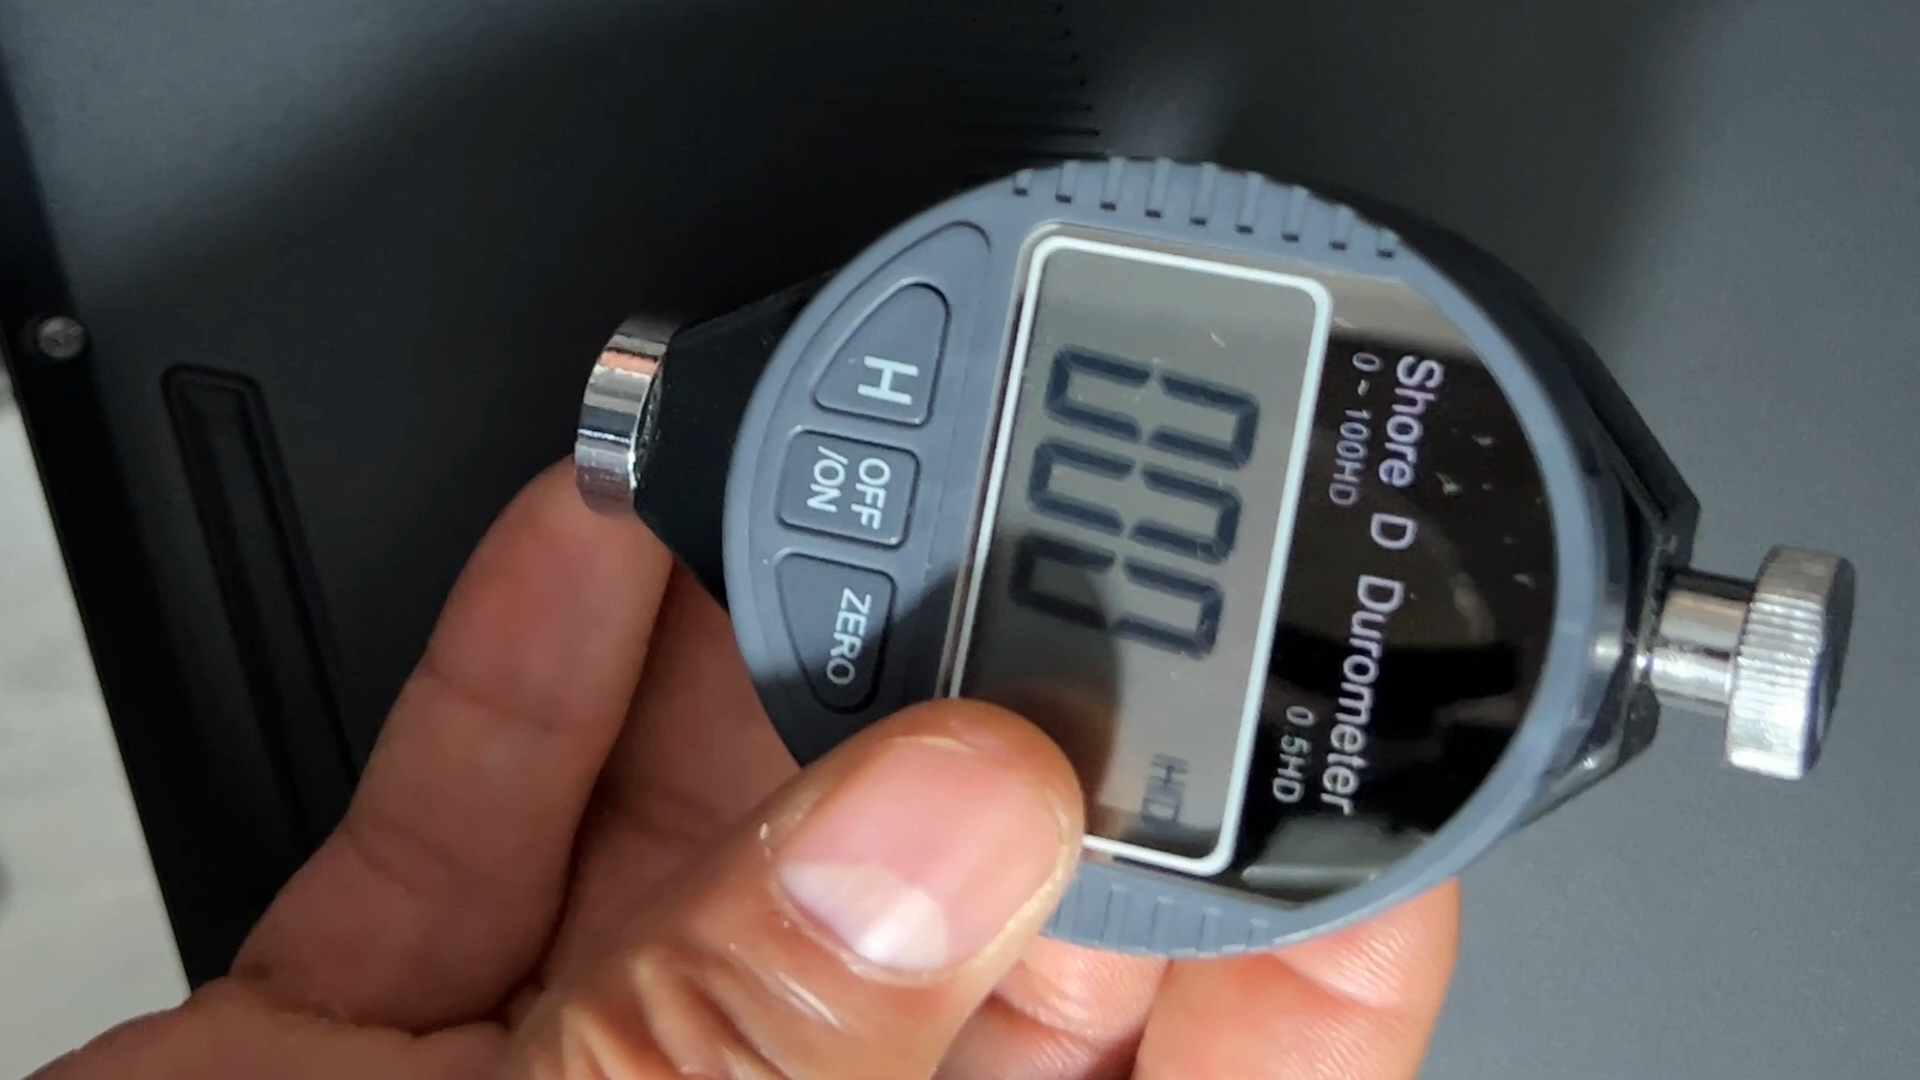 Shore D Durometer
0 ~ 100HD 0.5HD
000 HD
H
OFF
/ON
ZERO